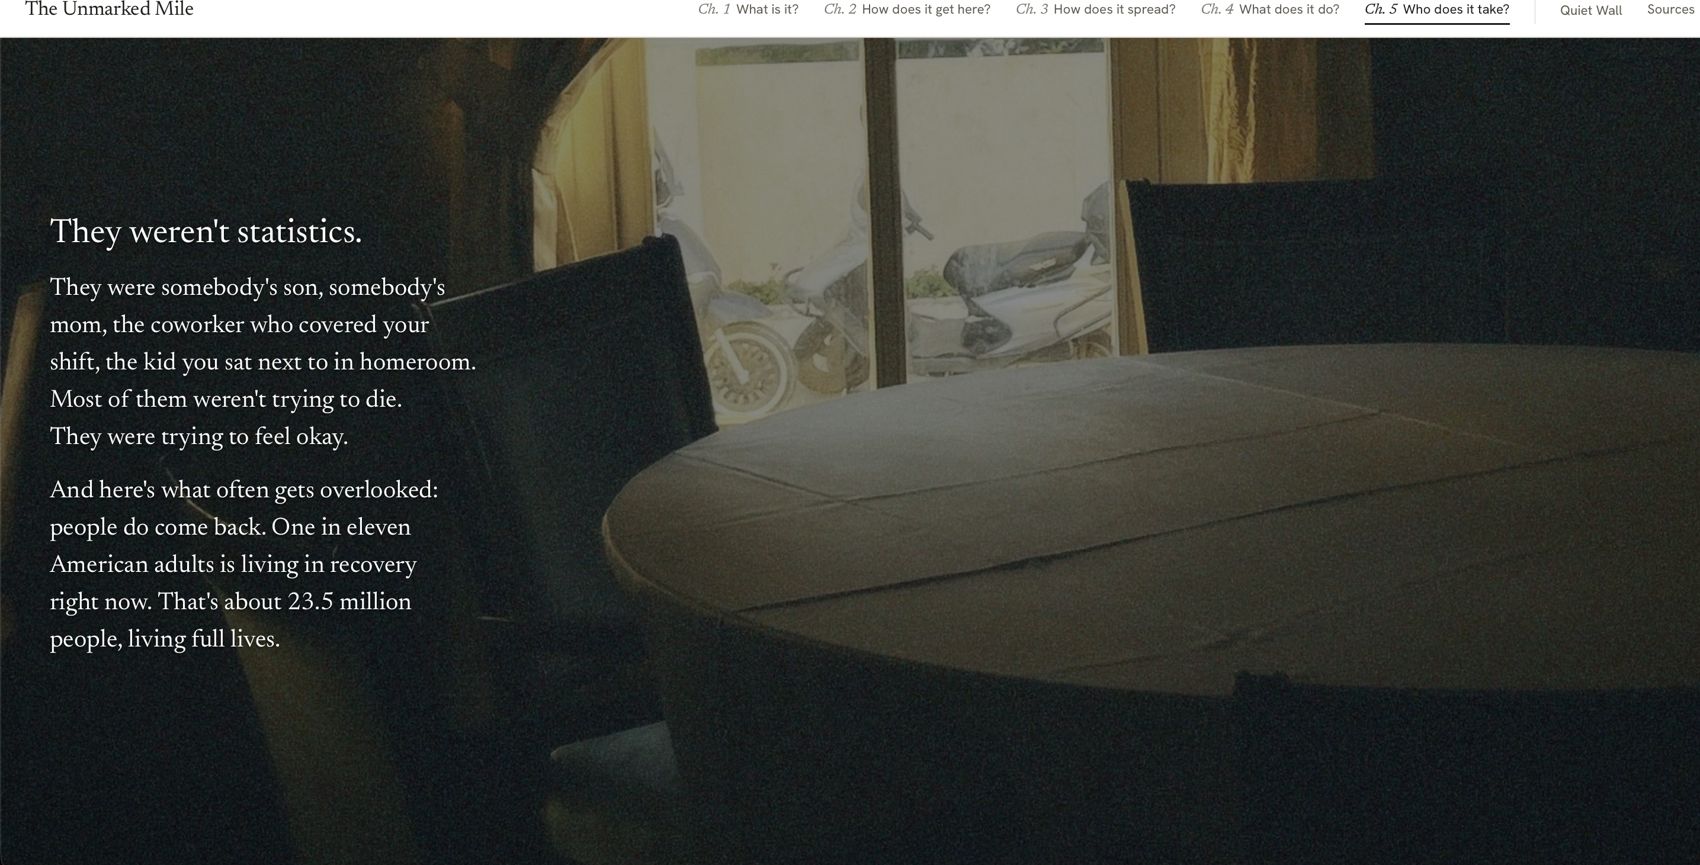 The Unmarked Mile
Ch. 1 What is it?
Ch. 2 How does it get here?
Ch. 3 How does it spread?
Ch. 4 What does it do?
Ch. 5 Who does it take?
Quiet Wall
Sources
They weren't statistics.
They were somebody's son, somebody's
mom, the coworker who covered your
shift, the kid you sat next to in homeroom.
Most of them weren't trying to die.
They were trying to feel okay.
And here's what often gets overlooked:
people do come back. One in eleven
American adults is living in recovery
right now. That's about 23.5 million
people, living full lives.